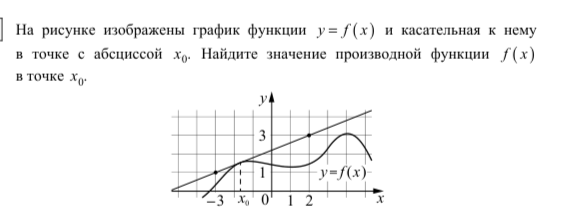 На рисунке изображены график функции y = f(x) и касательная к нему
в точке с абсциссой x₀. Найдите значение производной функции f(x)
в точке x₀.
y
3
1
y=f(x)
−3 x₀ 0 1 2 x